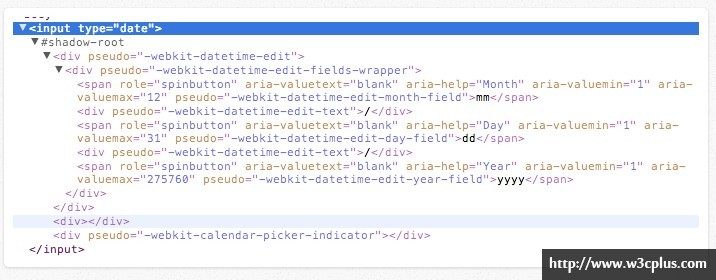 <input type="date">
#shadow-root
<div pseudo="-webkit-datetime-edit">
<div pseudo="-webkit-datetime-edit-fields-wrapper">
<span role="spinbutton" aria-valuetext="blank" aria-help="Month" aria-valuemin="1" aria-
valuemax="12" pseudo="-webkit-datetime-edit-month-field">mm</span>
<div pseudo="-webkit-datetime-edit-text">/</div>
<span role="spinbutton" aria-valuetext="blank" aria-help="Day" aria-valuemin="1" aria-
valuemax="31" pseudo="-webkit-datetime-edit-day-field">dd</span>
<div pseudo="-webkit-datetime-edit-text">/</div>
<span role="spinbutton" aria-valuetext="blank" aria-help="Year" aria-valuemin="1" aria-
valuemax="275760" pseudo="-webkit-datetime-edit-year-field">yyyy</span>
</div>
</div>
<div></div>
<div pseudo="-webkit-calendar-picker-indicator"></div>
</input>
http://www.w3cplus.com